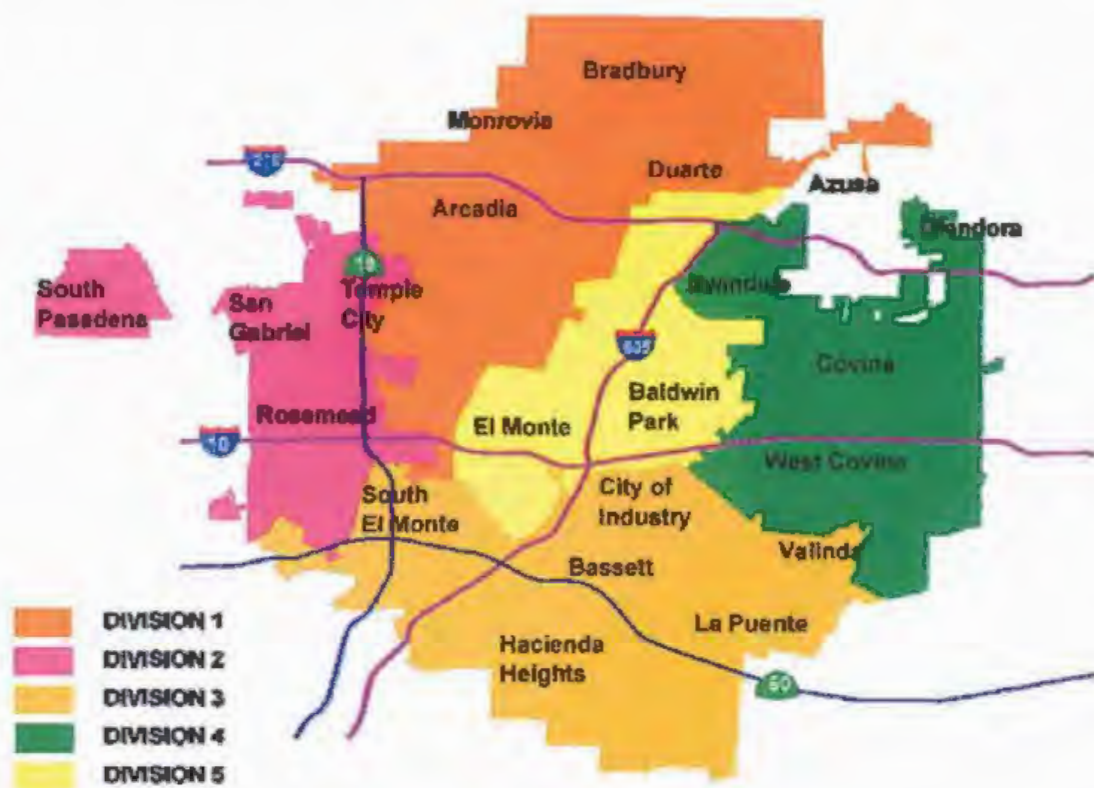 Bradbury
Monrovia
Duarte
Azusa
Arcadia
Glendora
South
Pasadena
San
Gabriel
Temple
City
Irwindale
605
Covina
Baldwin
Park
Rosemead
El Monte
10
West Covina
South
El Monte
City of
Industry
Valinda
Bassett
La Puente
Hacienda
Heights
60
DIVISION 1
DIVISION 2
DIVISION 3
DIVISION 4
DIVISION 5